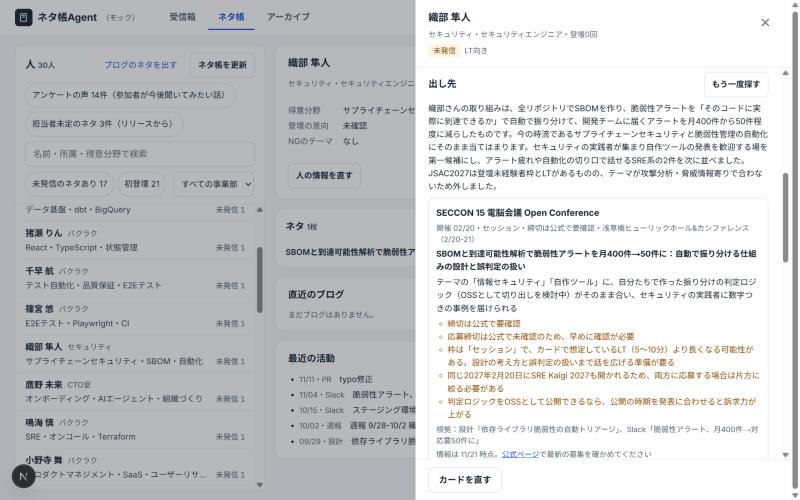 ネタ帳Agent （モック） 受信箱 ネタ帳 アーカイブ
人 30人 ブログのネタを出す ネタ帳を更新
アンケートの声 14件（参加者が今後聞いてみたい話）
担当者未定のネタ 3件（リリースから）
名前・所属・得意分野で検索
未発信のネタあり 17 初登壇 21 すべての事業部
データ基盤・dbt・BigQuery 未発信 1
猪瀬 りん バクラク
React・TypeScript・状態管理 未発信 1
千早 航 バクラク
テスト自動化・品質保証・E2Eテスト 未発信 1
篠宮 悠 バクラク
E2Eテスト・Playwright・CI 未発信 1
織部 隼人 セキュリティ
サプライチェーンセキュリティ・SBOM・自動化 未発信 1
鷹野 未来 CTO室
オンボーディング・AIエージェント・組織づくり 未発信 1
鳴海 慎 バクラク
SRE・オンコール・Terraform 未発信 1
小野寺 舞 バクラク
ロダクトマネジメント・SaaS・ユーザーリサ… 未発信 1
N
織部 隼人
セキュリティ・セキュリティエンジニ
得意分野 サプライチェーンセ
登壇の意向 未確認
NGのテーマ なし
人の情報を直す
ネタ 1枚
SBOMと到達可能性解析で脆弱性ア
直近のブログ
まだブログはありません。
最近の活動
11/11・PR typo修正
11/04・Slack 脆弱性アラート、
10/15・Slack ステージング環境
10/02・週報 週報 9/28-10/2 織
09/29・設計 依存ライブラリ脆
織部 隼人
セキュリティ・セキュリティエンジニア・登壇0回
未発信 LT向き
出し先 もう一度探す
織部さんの取り組みは、全リポジトリでSBOMを作り、脆弱性アラートを「そのコードに実
際に到達できるか」で自動で振り分けて、開発チームに届くアラートを月400件から50件程
度に減らしたものです。今の時流であるサプライチェーンセキュリティと脆弱性管理の自動化
にそのまま当てはまります。セキュリティの実践者が集まり自作ツールの発表を歓迎する場を
第一候補にし、アラート疲れや自動化の切り口で話せるSRE系の2件を次に並べました。
JSAC2027は登壇未経験者枠とLTがあるものの、テーマが攻撃分析・脅威情報寄りで合わな
いため外しました。
SECCON 15 電脳会議 Open Conference
開催 02/20・セッション・締切は公式で要確認・浅草橋ヒューリックホール&カンファレンス
（2/20-21）
SBOMと到達可能性解析で脆弱性アラートを月400件→50件に：自動で振り分ける仕組
みの設計と誤判定の扱い
テーマの「情報セキュリティ」「自作ツール」に、自分たちで作った振り分けの判定ロジ
ック（OSSとして切り出しを検討中）がそのまま合い、セキュリティの実践者に数字つ
きの事例を届けられる
締切は公式で要確認
応募締切は公式で未確認のため、早めに確認が必要
枠は「セッション」で、カードで想定しているLT（5〜10分）より長くなる可能性があ
る。設計の考え方と誤判定の扱いまで話を広げる準備が要る
同じ2027年2月20日にSRE Kaigi 2027も開かれるため、両方に応募する場合は片方に
絞る必要がある
判定ロジックをOSSとして公開できるなら、公開の時期を発表に合わせると訴求力が
上がる
根拠：設計「依存ライブラリ脆弱性の自動トリアージ」、Slack「脆弱性アラート、月400件→対
応要50件に」
情報は 11/21 時点。公式ページで最新の募集を確かめてください
カードを直す